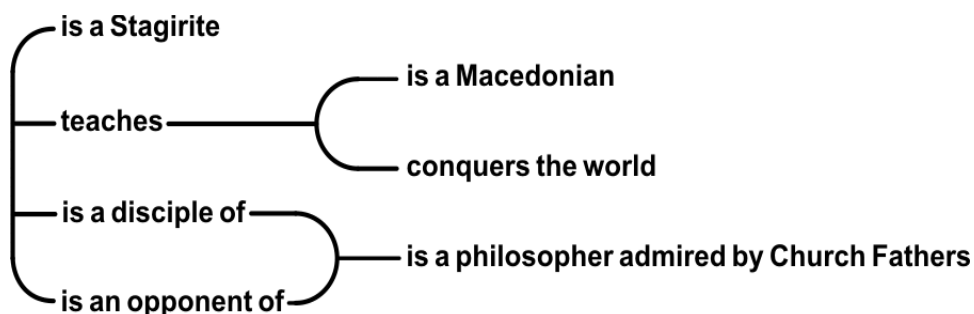 is a Stagirite
is a Macedonian
teaches
conquers the world
is a disciple of
is a philosopher admired by Church Fathers
is an opponent of